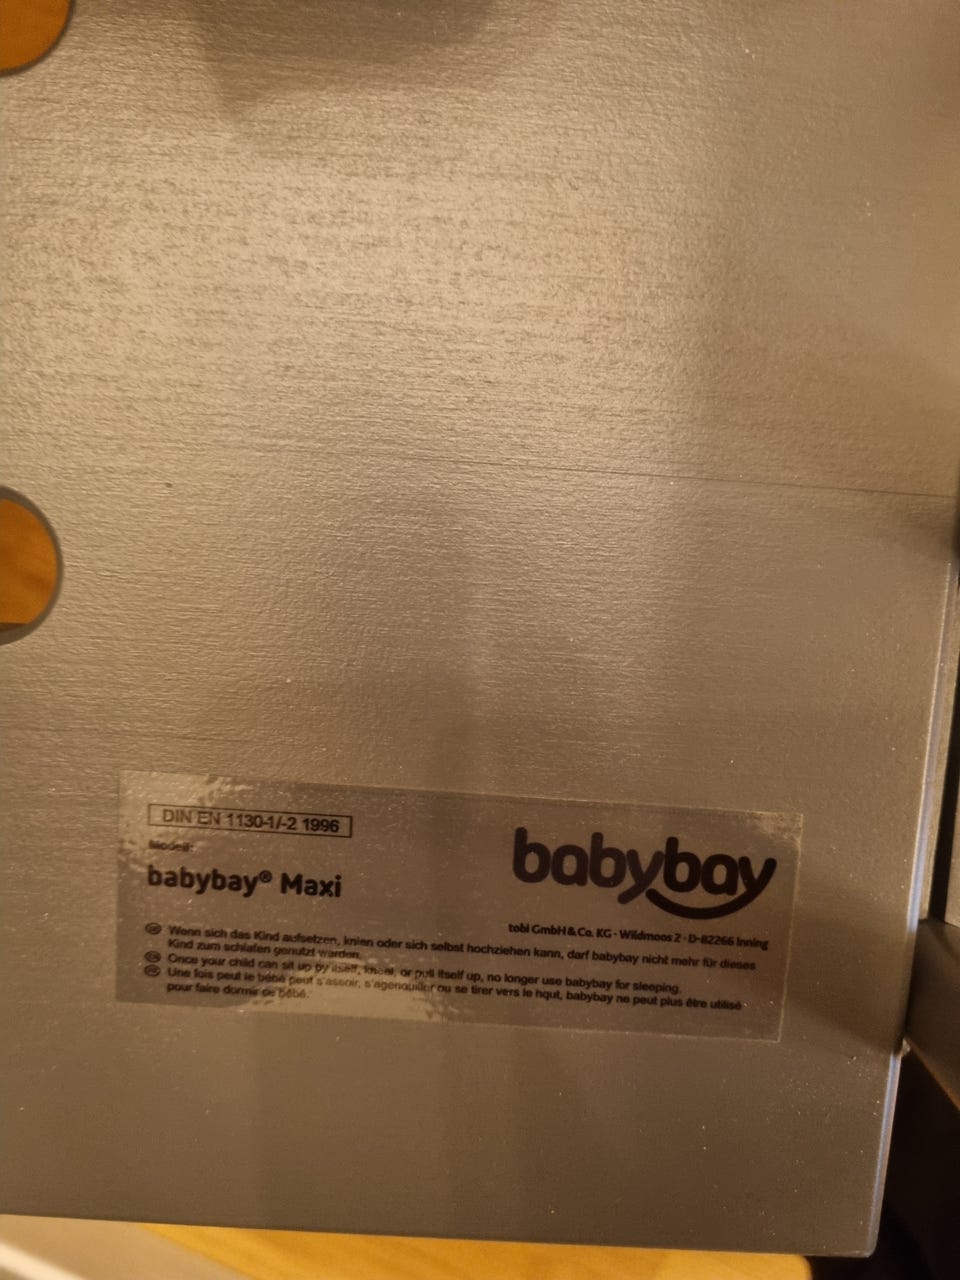 DIN EN 1130-1/-2 1996
Modell:
babybay® Maxi
babybay
tobi GmbH & Co. KG · Wildmoos 2 · D-82266 Inning
Wenn sich das Kind aufsetzen, knien oder sich selbst hochziehen kann, darf babybay nicht mehr für dieses
Kind zum schlafen genutzt warden.
Once your child can sit up by itself, kneel, or pull itself up, no longer use babybay for sleeping.
Une fois peut le bébé peut s'assoir, s'agenouiller ou se tirer vers le hqut, babybay ne peut plus être utilisé
pour faire dormir ce bébé.